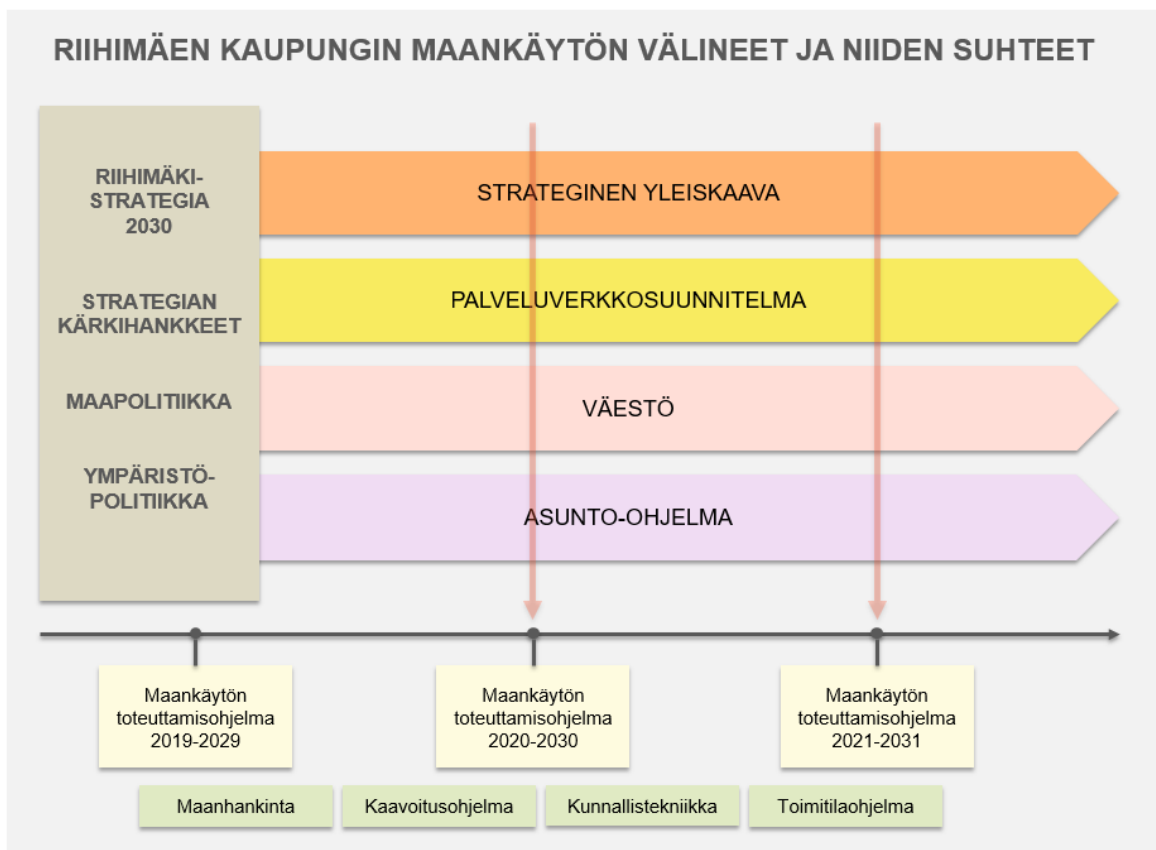 RIIHIMÄEN KAUPUNGIN MAANKÄYTÖN VÄLINEET JA NIIDEN SUHTEET
RIIHIMÄKI-
STRATEGIA
2030
STRATEGIAN
KÄRKIHANKKEET
MAAPOLITIIKKA
YMPÄRISTÖ-
POLITIIKKA
STRATEGINEN YLEISKAAVA
PALVELUVERKKOSUUNNITELMA
VÄESTÖ
ASUNTO-OHJELMA
Maankäytön
toteuttamisohjelma
2019-2029
Maankäytön
toteuttamisohjelma
2020-2030
Maankäytön
toteuttamisohjelma
2021-2031
Maanhankinta
Kaavoitusohjelma
Kunnallistekniikka
Toimitilaohjelma